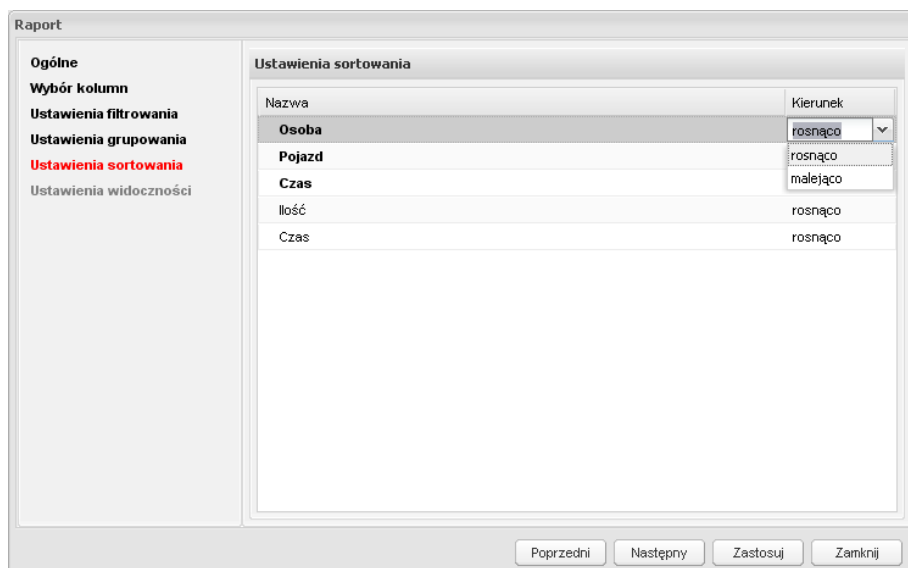 Raport
Ogólne
Wybór kolumn
Ustawienia filtrowania
Ustawienia grupowania
Ustawienia sortowania
Ustawienia widoczności
Ustawienia sortowania
Nazwa Kierunek
Osoba rosnąco
Pojazd rosnąco
Czas malejąco
Ilość rosnąco
Czas rosnąco
Poprzedni Następny Zastosuj Zamknij